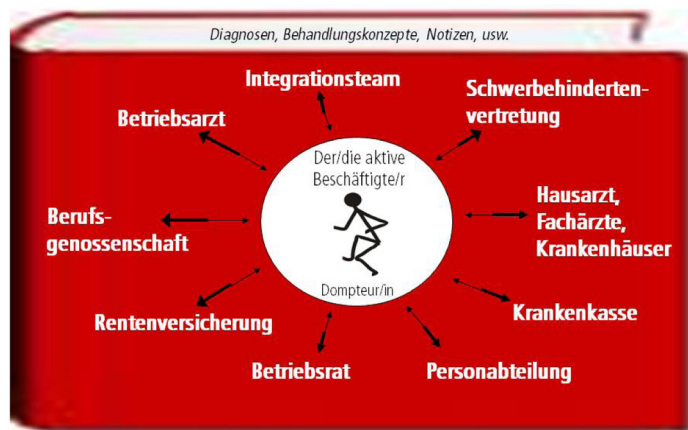 Diagnosen, Behandlungskonzepte, Notizen, usw.
Integrationsteam
Schwerbehinderten-
vertretung
Betriebsarzt
Der/die aktive
Beschäftigte/r
Hausarzt,
Fachärzte,
Krankenhäuser
Berufs-
genossenschaft
Dompteur/in
Krankenkasse
Rentenversicherung
Betriebsrat
Personabteilung